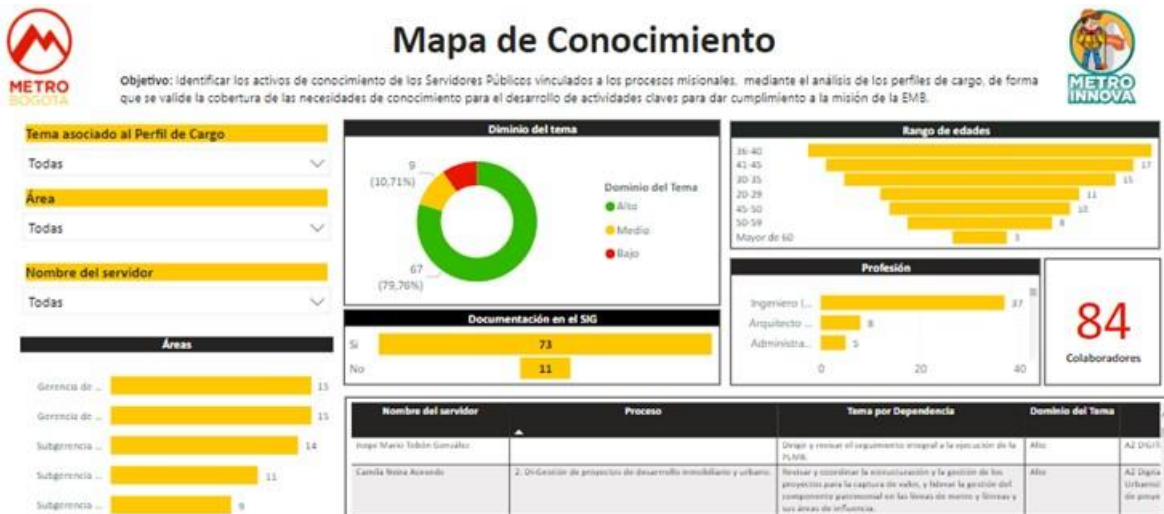 METRO
BOGOTÁ
Mapa de Conocimiento
METRO
INNOVA
Objetivo: Identificar los activos de conocimiento de los Servidores Públicos vinculados a los procesos misionales, mediante el análisis de los perfiles de cargo, de forma
que se valide la cobertura de las necesidades de conocimiento para el desarrollo de actividades claves para dar cumplimiento a la misión de la EMB.
Tema asociado al Perfil de Cargo
Todas
Área
Todas
Nombre del servidor
Todas
Áreas
Gerencia de ... 15
Gerencia de ... 15
Subgerencia ... 14
Subgerencia ... 11
Subgerencia ... 9
Diminio del tema
9
(10,71%)
67
(79,76%)
Dominio del Tema
Alto
Medio
Bajo
Documentación en el SIG
Si 73
No 11
Rango de edades
36-40
41-45 17
30-35 15
20-29 11
45-50 10
50-59 8
Mayor de 60 3
Profesión
Ingeniero (... 37
Arquitecto ... 8
Administra... 5
0 20 40
84
Colaboradores
Nombre del servidor Proceso Tema por Dependencia Dominio del Tema
Jorge Mario Tobón González Dirigir y revisar el seguimiento integral a la ejecución de la Alto A2 DIGIT
PLMB.
Camila Neira Acevedo 2. DI-Gestión de proyectos de desarrollo inmobiliario y urbano. Revisar y coordinar la estructuración y la gestión de los Alto A2 Digita
proyectos para la captura de valor, y liderar la gestión del Urbanis
componente patrimonial en las líneas de metro y férreas y de proye
sus áreas de influencia.